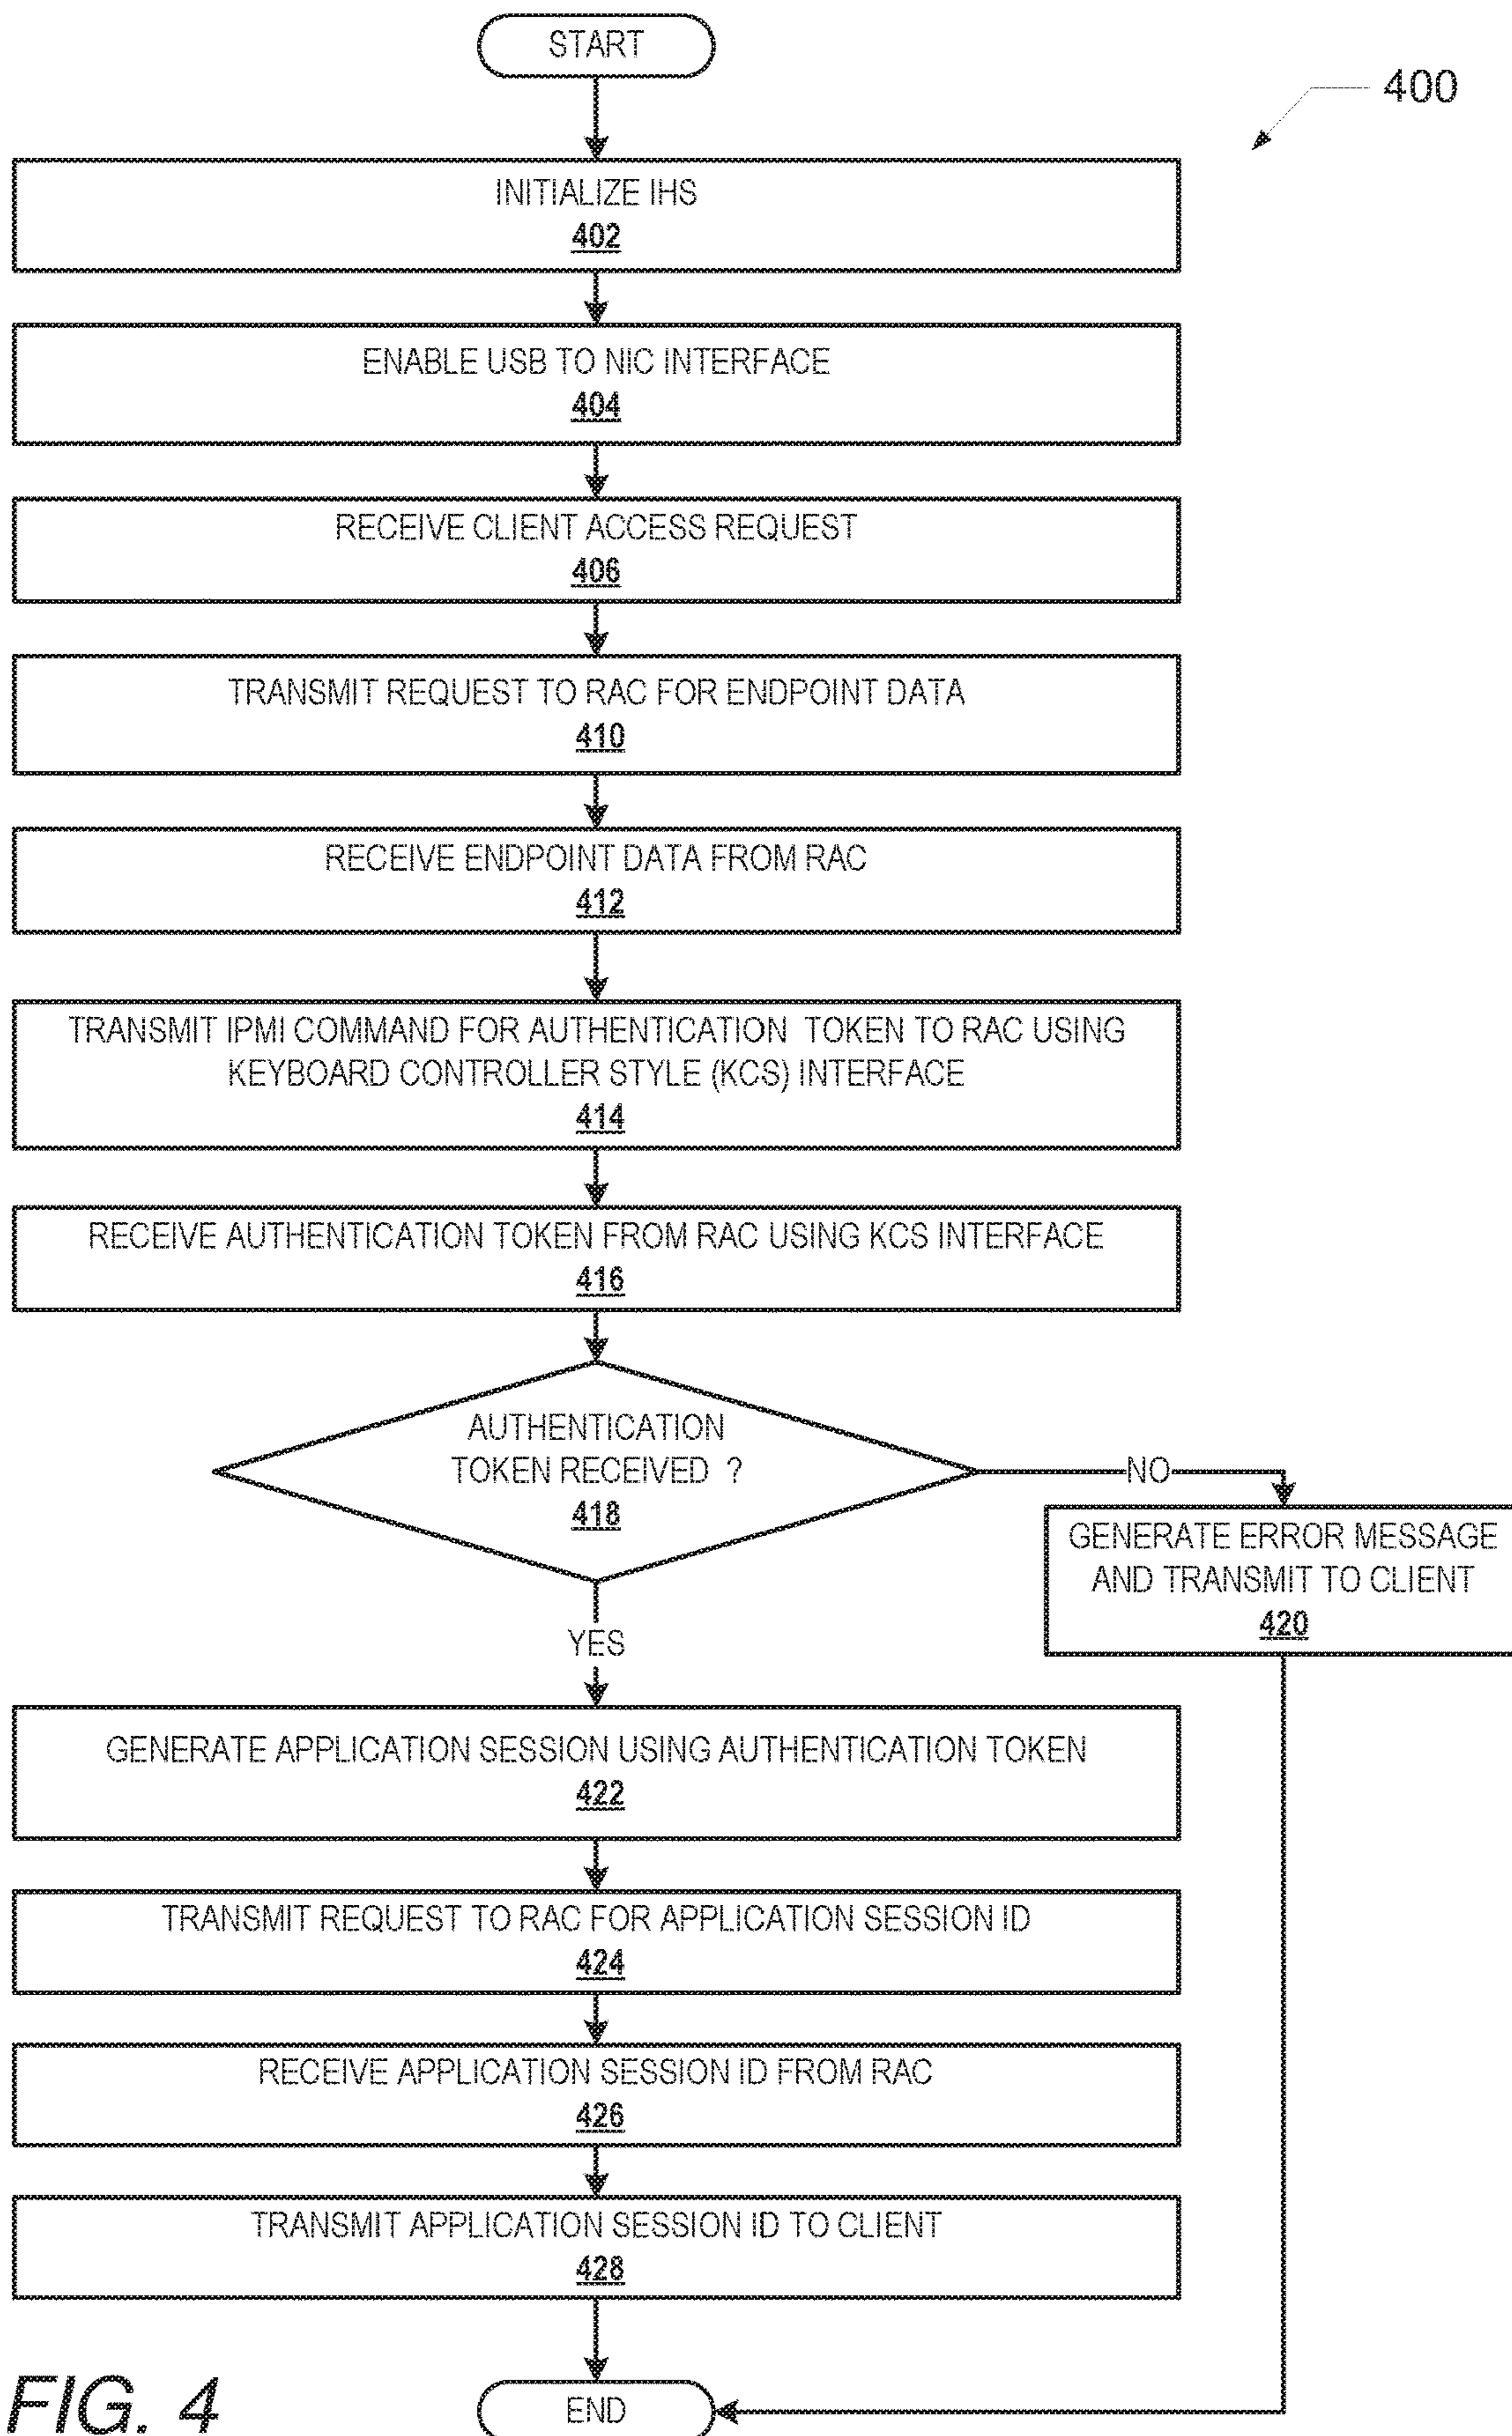 START
400
INITIALIZE IHS
402
ENABLE USB TO NIC INTERFACE
404
RECEIVE CLIENT ACCESS REQUEST
406
TRANSMIT REQUEST TO RAC FOR ENDPOINT DATA
410
RECEIVE ENDPOINT DATA FROM RAC
412
TRANSMIT IPMI COMMAND FOR AUTHENTICATION TOKEN TO RAC USING
KEYBOARD CONTROLLER STYLE (KCS) INTERFACE
414
RECEIVE AUTHENTICATION TOKEN FROM RAC USING KCS INTERFACE
416
AUTHENTICATION
TOKEN RECEIVED ?
418
NO
GENERATE ERROR MESSAGE
AND TRANSMIT TO CLIENT
420
YES
GENERATE APPLICATION SESSION USING AUTHENTICATION TOKEN
422
TRANSMIT REQUEST TO RAC FOR APPLICATION SESSION ID
424
RECEIVE APPLICATION SESSION ID FROM RAC
426
TRANSMIT APPLICATION SESSION ID TO CLIENT
428
END
FIG. 4